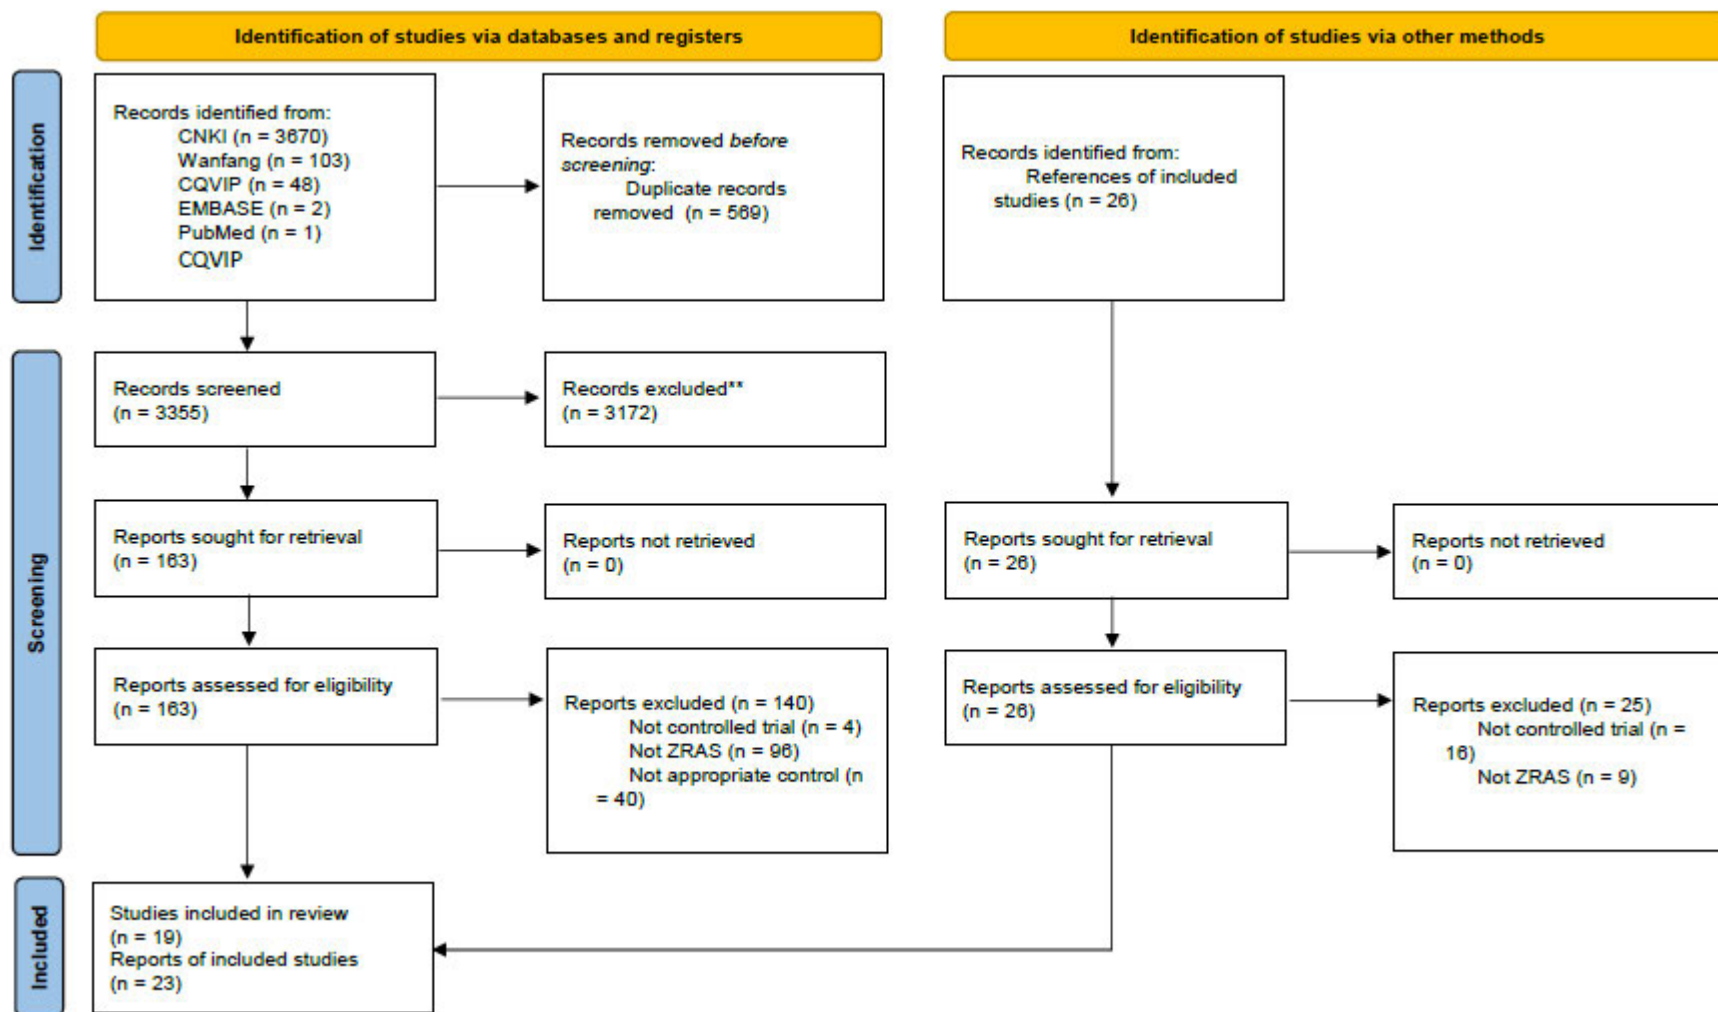 Identification of studies via databases and registers
Identification of studies via other methods
Identification
Records identified from:
CNKI (n = 3670)
Wanfang (n = 103)
CQVIP (n = 48)
EMBASE (n = 2)
PubMed (n = 1)
CQVIP
Records removed before
screening:
Duplicate records
removed (n = 569)
Records identified from:
References of included
studies (n = 26)
Screening
Records screened
(n = 3355)
Records excluded**
(n = 3172)
Reports sought for retrieval
(n = 163)
Reports not retrieved
(n = 0)
Reports sought for retrieval
(n = 26)
Reports not retrieved
(n = 0)
Reports assessed for eligibility
(n = 163)
Reports excluded (n = 140)
Not controlled trial (n = 4)
Not ZRAS (n = 96)
Not appropriate control (n
= 40)
Reports assessed for eligibility
(n = 26)
Reports excluded (n = 25)
Not controlled trial (n =
16)
Not ZRAS (n = 9)
Included
Studies included in review
(n = 19)
Reports of included studies
(n = 23)